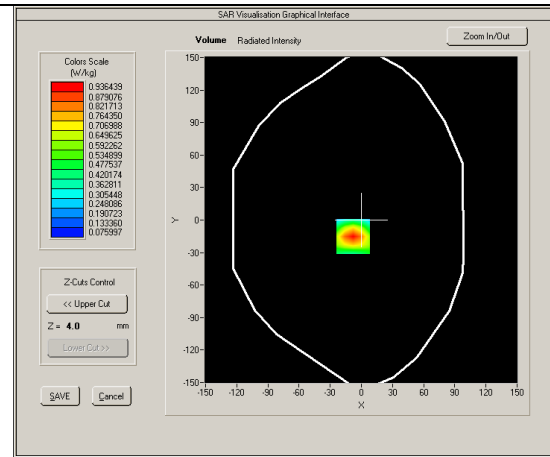 SAR Visualisation Graphical Interface
Volume Radiated Intensity
Zoom In/Out
Colors Scale
(W/kg)
0.936439
0.879076
0.821713
0.764350
0.706988
0.649625
0.592262
0.534899
0.477537
0.420174
0.362811
0.305448
0.248086
0.190723
0.133360
0.075997
Z-Cuts Control
<< Upper Cut
Z = 4.0 mm
Lower Cut >>
SAVE Cancel
150
120
90
60
30
0
-30
-60
-90
-120
-150
Y
-150 -120 -90 -60 -30 0 30 60 90 120 150
X